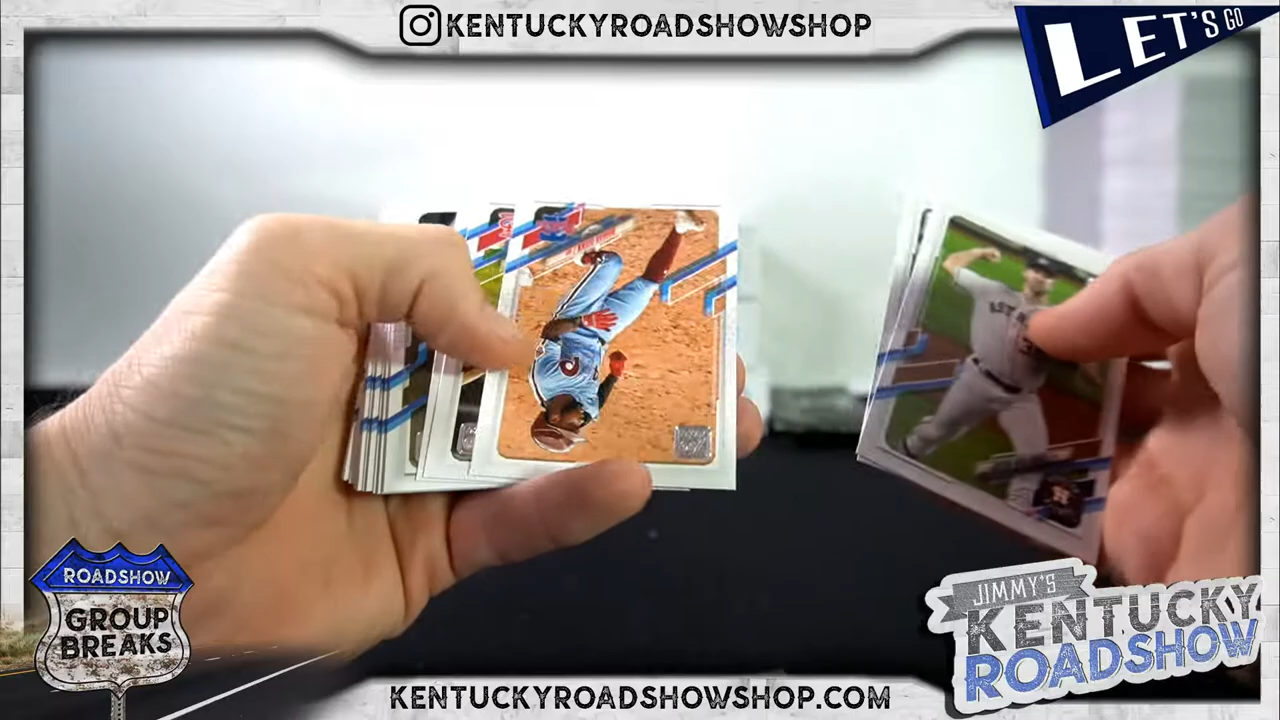 KENTUCKYROADSHOWSHOP
LET'S GO
ROADSHOW
GROUP
BREAKS
JIMMY'S
KENTUCKY
ROADSHOW
KENTUCKYROADSHOWSHOP.COM